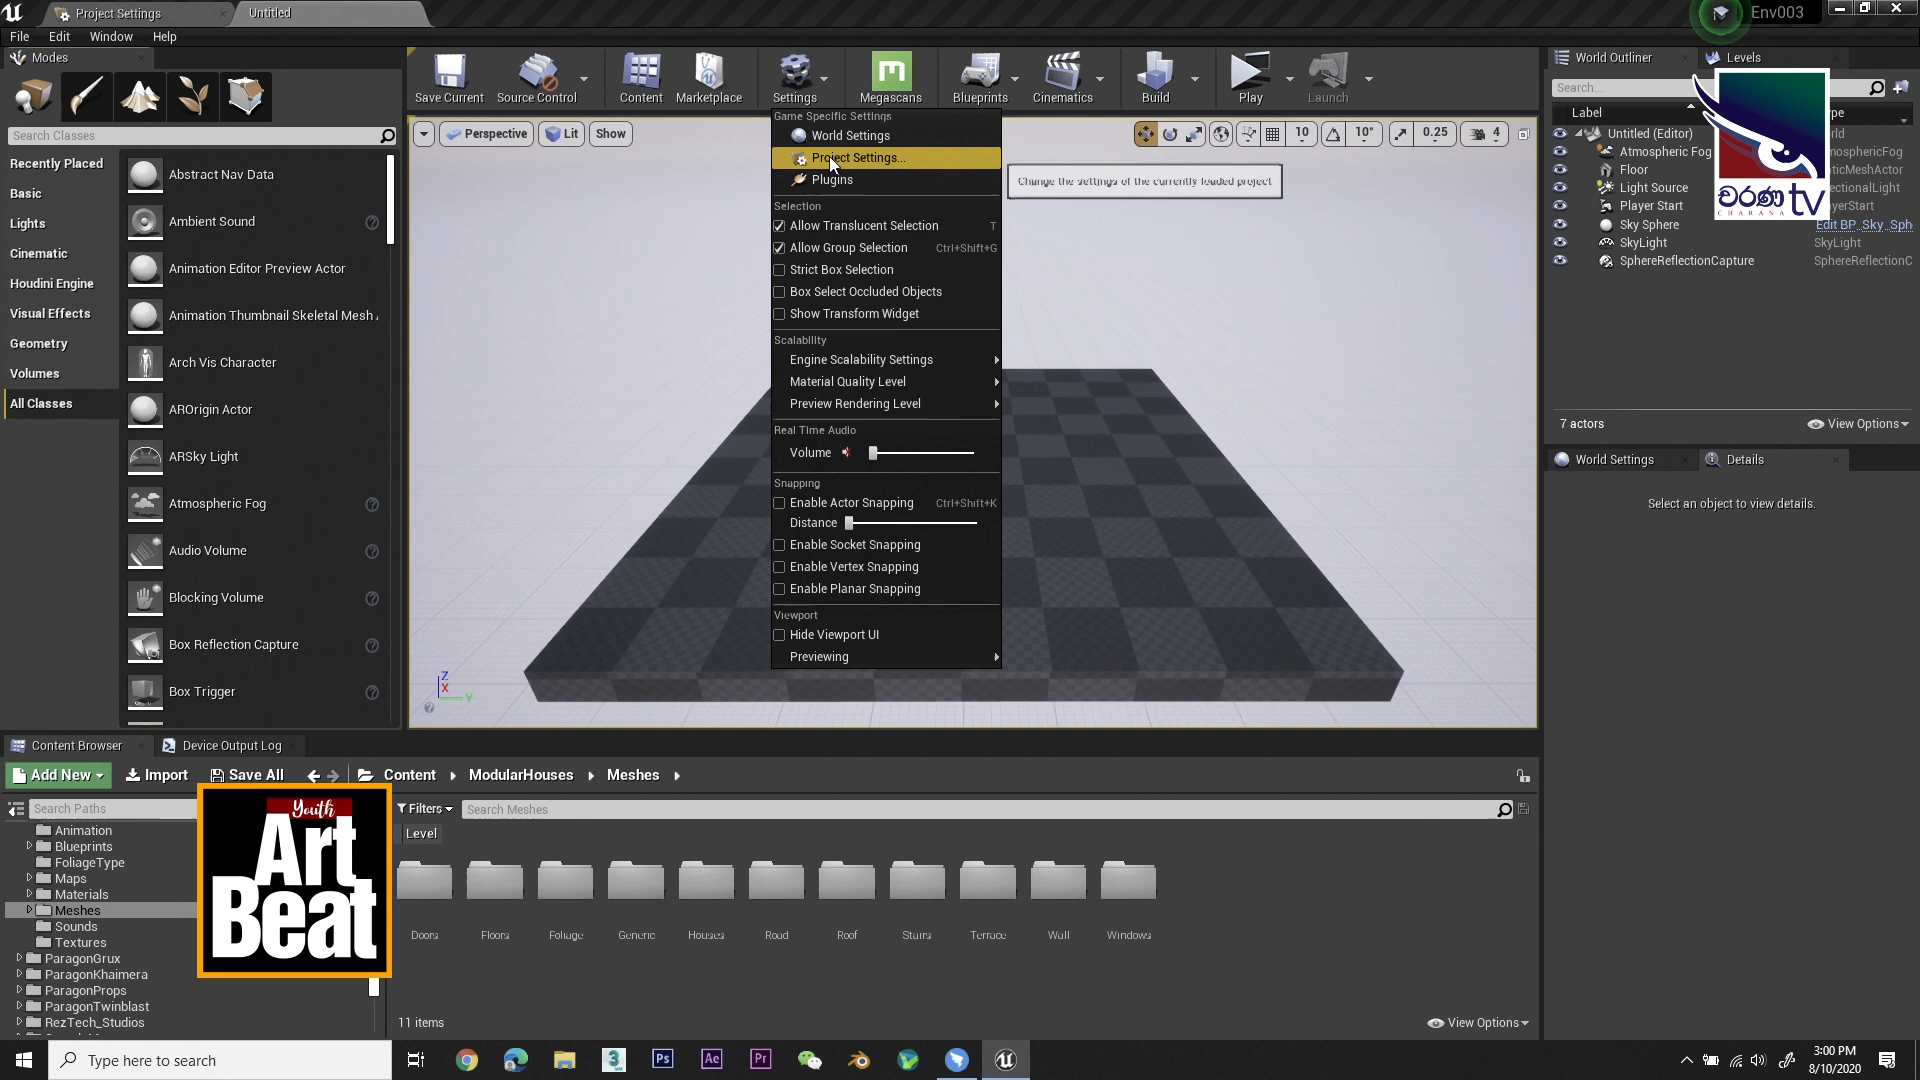 Project Settings
Untitled
Env003
File Edit Window Help
Modes
Search Classes
Recently Placed
Basic
Lights
Cinematic
Houdini Engine
Visual Effects
Geometry
Volumes
All Classes
Abstract Nav Data
Ambient Sound
Animation Editor Preview Actor
Animation Thumbnail Skeletal Mesh
Arch Vis Character
AROrigin Actor
ARSky Light
Atmospheric Fog
Audio Volume
Blocking Volume
Box Reflection Capture
Box Trigger
Save Current Source Control Content Marketplace Settings Megascans Blueprints Cinematics Build Play Launch
Perspective Lit Show
10 10° 0.25 4
Game Specific Settings
World Settings
Project Settings...
Plugins
Change the settings of the currently loaded project
Selection
Allow Translucent Selection T
Allow Group Selection Ctrl+Shift+G
Strict Box Selection
Box Select Occluded Objects
Show Transform Widget
Scalability
Engine Scalability Settings
Material Quality Level
Preview Rendering Level
Real Time Audio
Volume
Snapping
Enable Actor Snapping Ctrl+Shift+K
Distance
Enable Socket Snapping
Enable Vertex Snapping
Enable Planar Snapping
Viewport
Hide Viewport UI
Previewing
Z
X
Y
World Outliner Levels
Search...
Label
Untitled (Editor)
Atmospheric Fog
Floor
Light Source
Player Start
Sky Sphere Edit BP_Sky_Sph
SkyLight SkyLight
SphereReflectionCapture SphereReflectionC
චරණ tv
CHARANA
7 actors View Options
World Settings Details
Select an object to view details.
Content Browser Device Output Log
Add New Import Save All Content ModularHouses Meshes
Search Paths
Filters Search Meshes
Level
Animation
Blueprints
FoliageType
Maps
Materials
Meshes
Sounds
Textures
ParagonGrux
ParagonKhaimera
ParagonProps
ParagonTwinblast
RezTech_Studios
Youth
Art
Beat
Doors Floors Foliage Generic Houses Road Roof Stairs Terrace Wall Windows
11 items View Options
Type here to search
Ps Ae Pr
3:00 PM
8/10/2020